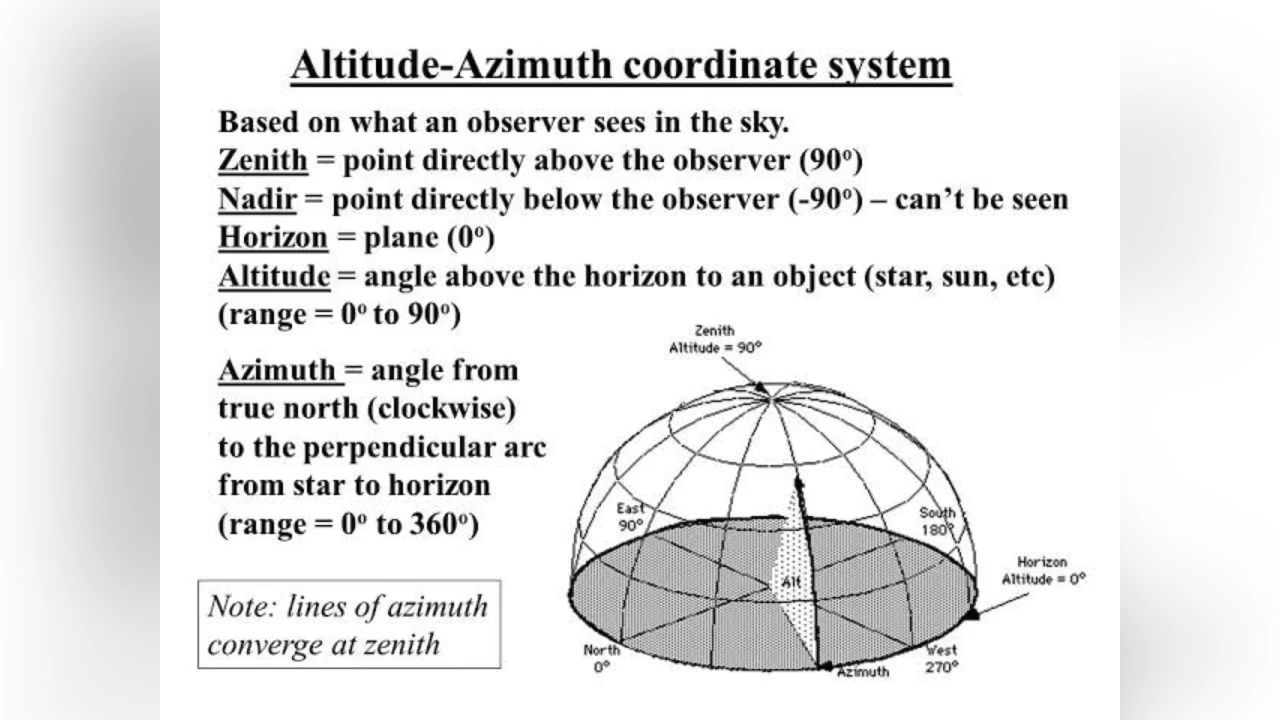 Altitude-Azimuth coordinate system
Based on what an observer sees in the sky.
Zenith = point directly above the observer (90º)
Nadir = point directly below the observer (-90º) – can’t be seen
Horizon = plane (0º)
Altitude = angle above the horizon to an object (star, sun, etc)
(range = 0º to 90º)
Zenith
Altitude = 90°
Azimuth = angle from
true north (clockwise)
to the perpendicular arc
from star to horizon
(range = 0º to 360º)
East
90°
South
180°
Horizon
Altitude = 0°
Alt
Note: lines of azimuth
converge at zenith
North
0°
Azimuth
West
270°